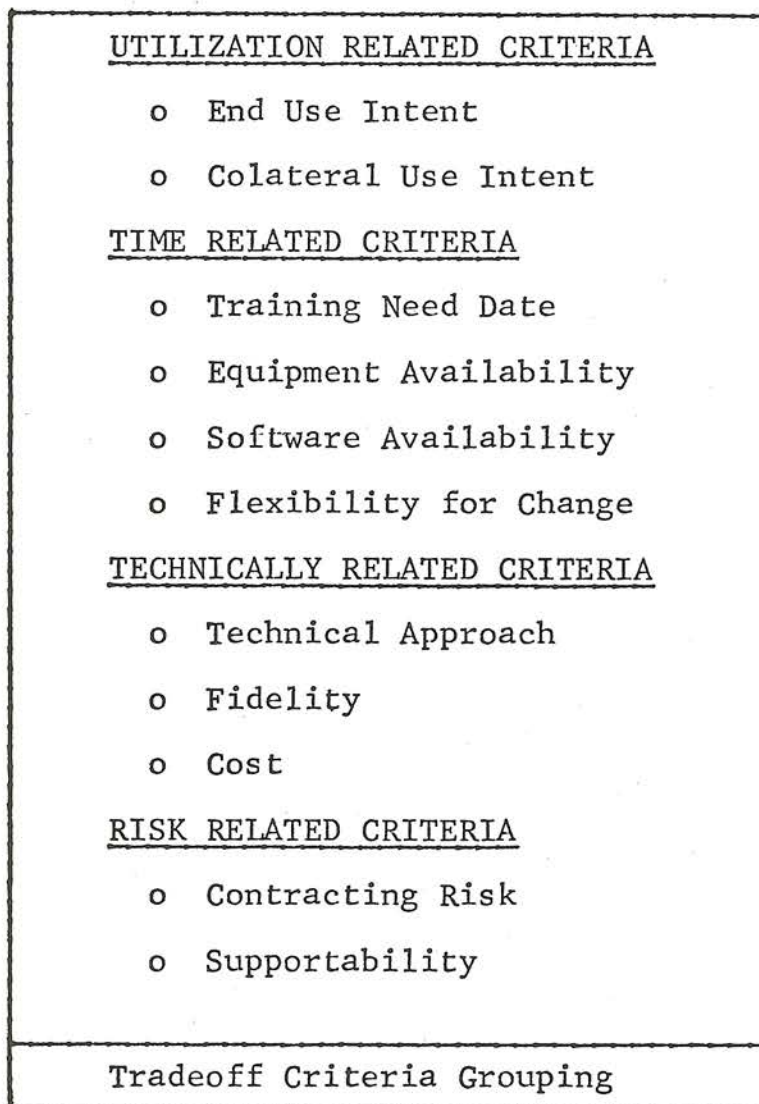 UTILIZATION RELATED CRITERIA
o End Use Intent
o Colateral Use Intent
TIME RELATED CRITERIA
o Training Need Date
o Equipment Availability
o Software Availability
o Flexibility for Change
TECHNICALLY RELATED CRITERIA
o Technical Approach
o Fidelity
o Cost
RISK RELATED CRITERIA
o Contracting Risk
o Supportability
Tradeoff Criteria Grouping